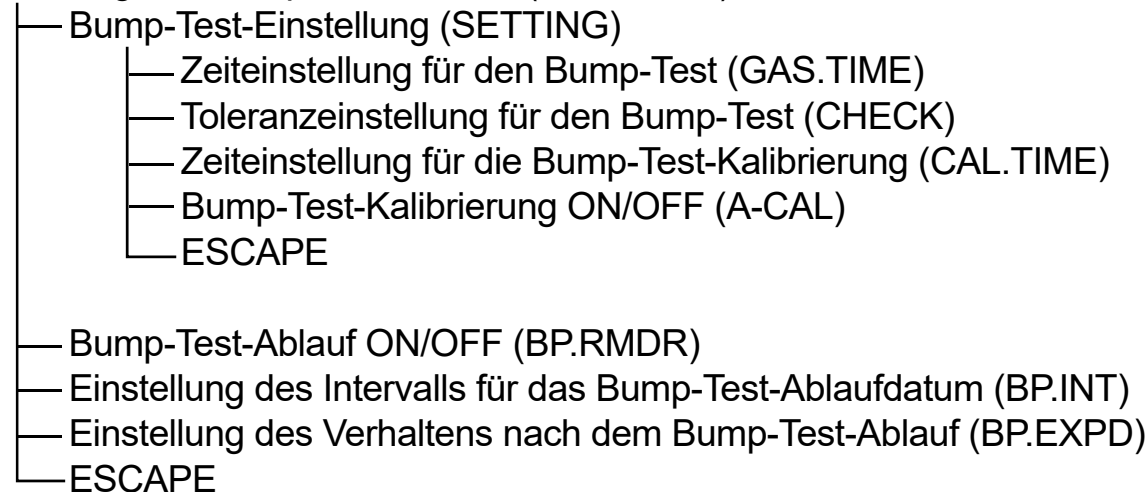 Bump-Test-Einstellung (SETTING)
Zeiteinstellung für den Bump-Test (GAS.TIME)
Toleranzeinstellung für den Bump-Test (CHECK)
Zeiteinstellung für die Bump-Test-Kalibrierung (CAL.TIME)
Bump-Test-Kalibrierung ON/OFF (A-CAL)
ESCAPE
Bump-Test-Ablauf ON/OFF (BP.RMDR)
Einstellung des Intervalls für das Bump-Test-Ablaufdatum (BP.INT)
Einstellung des Verhaltens nach dem Bump-Test-Ablauf (BP.EXPD)
ESCAPE